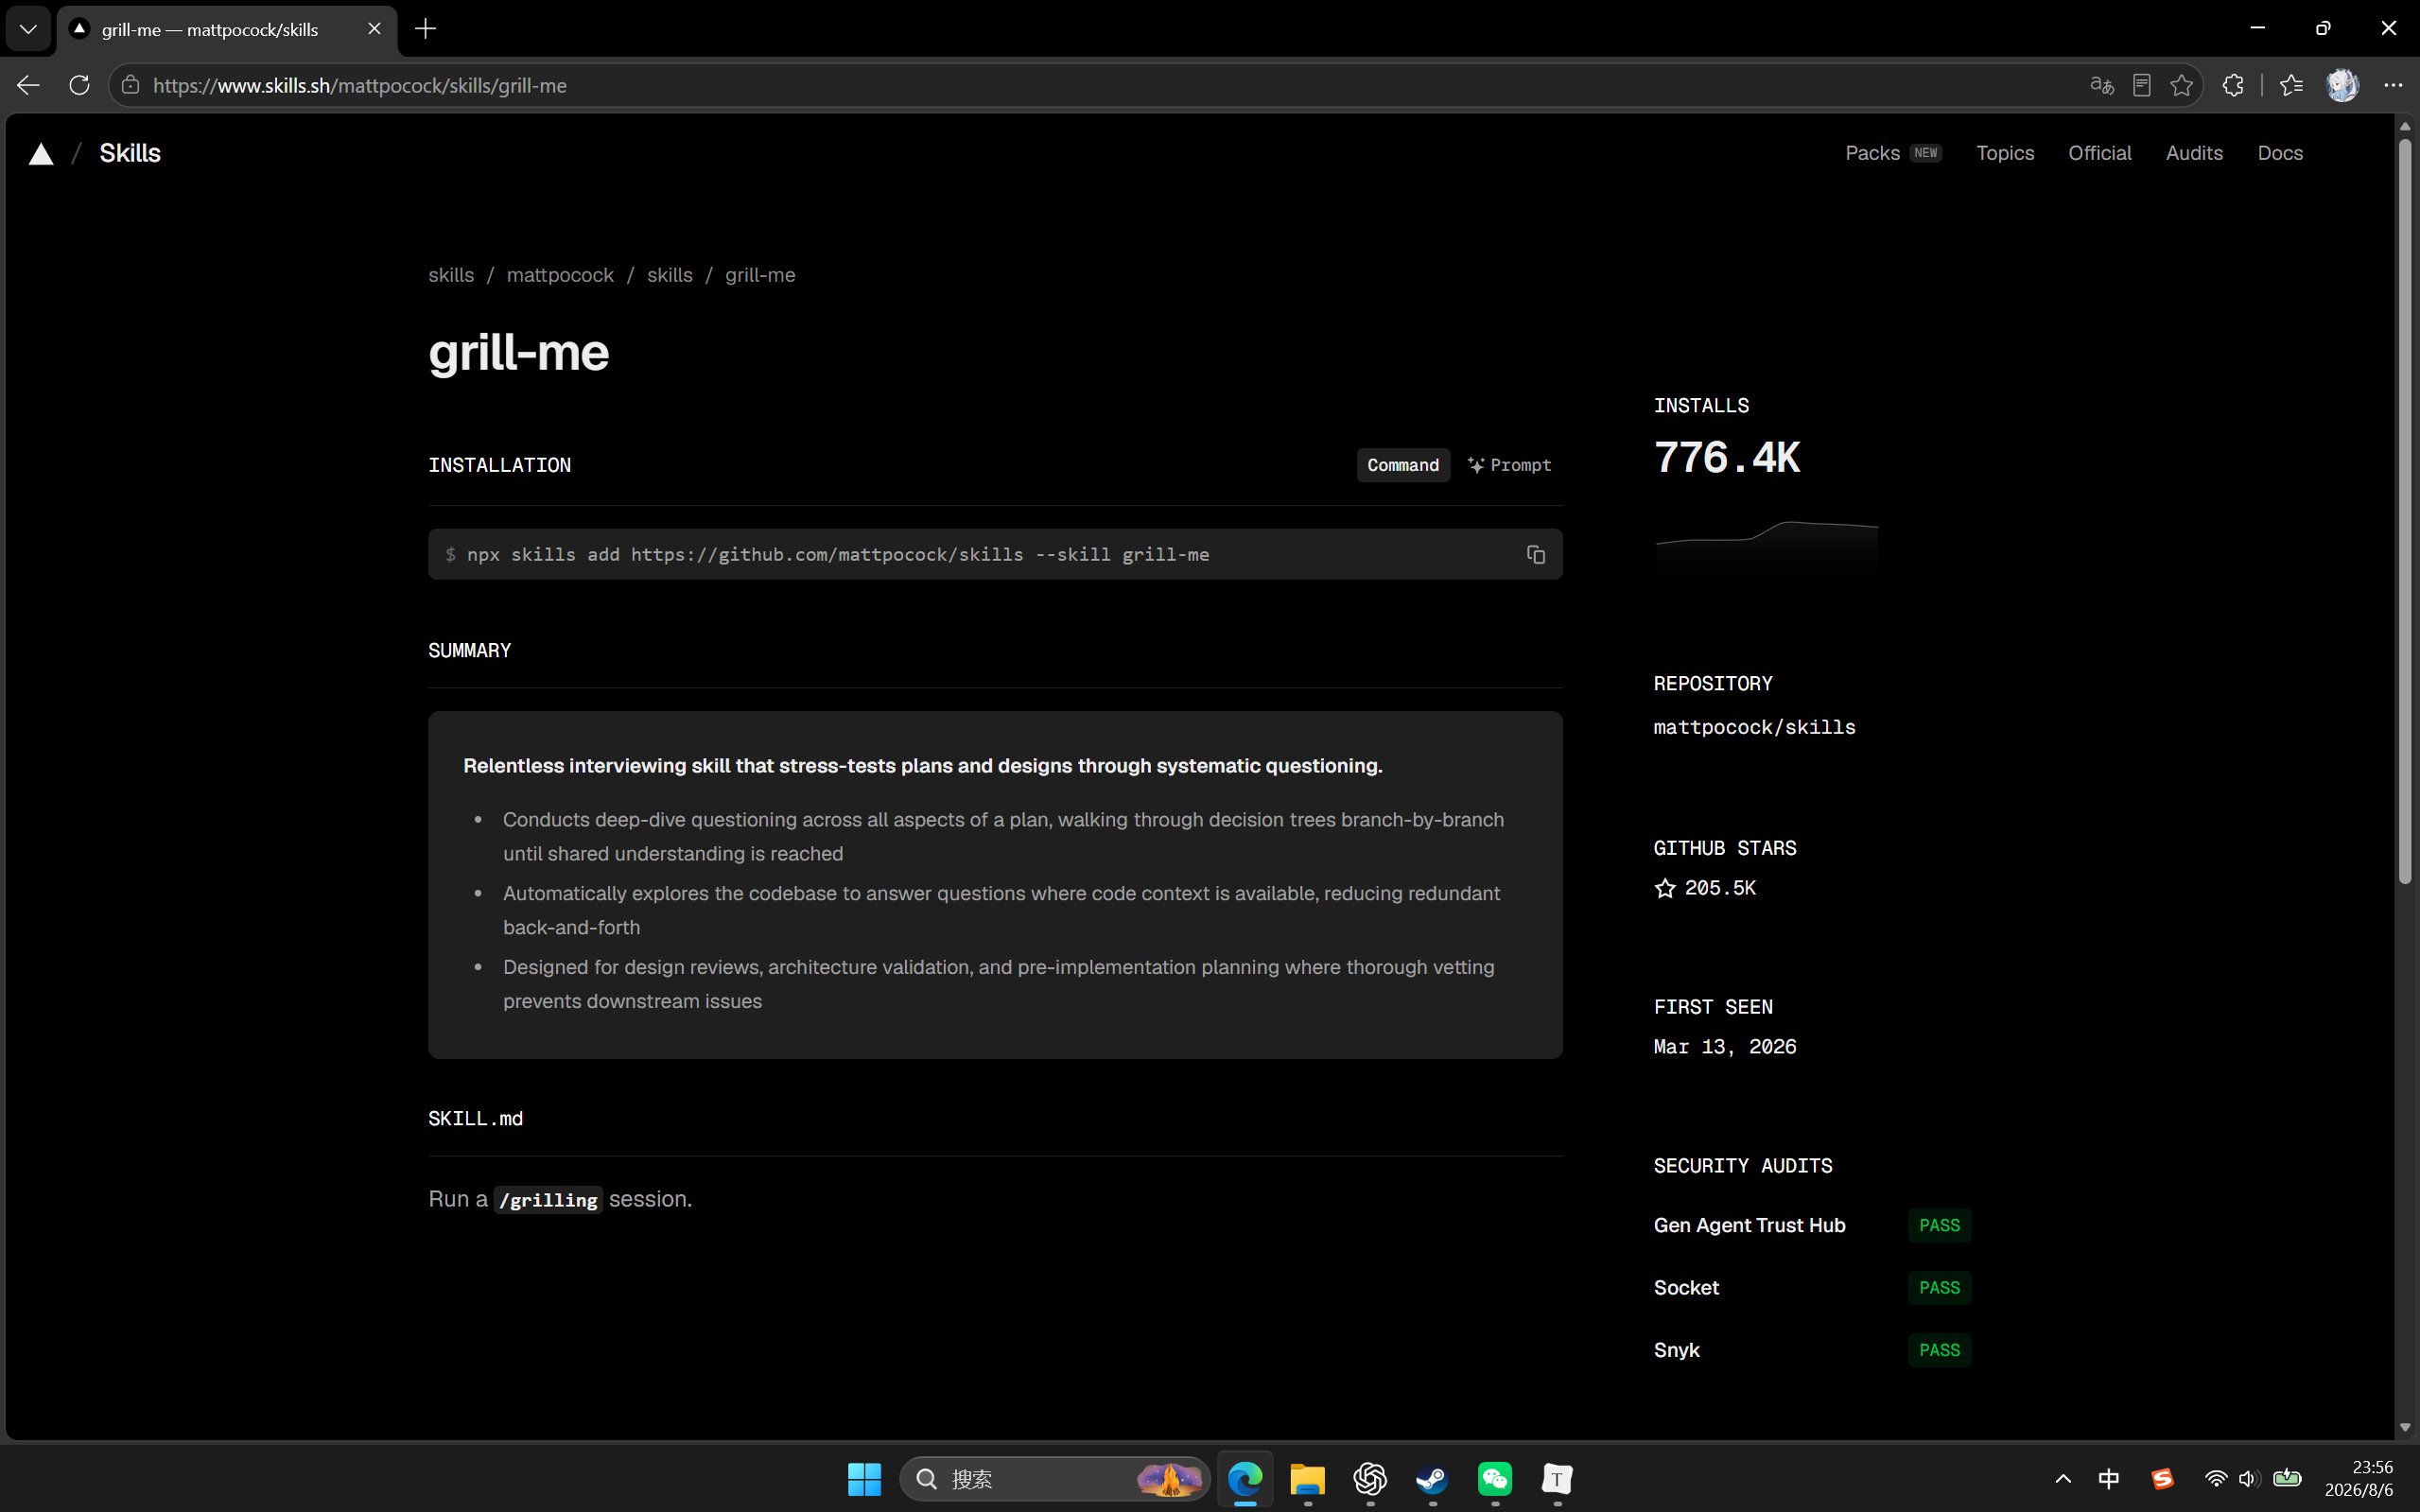 grill-me — mattpocock/skills
https://www.skills.sh/mattpocock/skills/grill-me
Skills
Packs NEW Topics Official Audits Docs
skills / mattpocock / skills / grill-me
grill-me
INSTALLATION
Command Prompt
$ npx skills add https://github.com/mattpocock/skills --skill grill-me
SUMMARY
Relentless interviewing skill that stress-tests plans and designs through systematic questioning.
• Conducts deep-dive questioning across all aspects of a plan, walking through decision trees branch-by-branch
until shared understanding is reached
• Automatically explores the codebase to answer questions where code context is available, reducing redundant
back-and-forth
• Designed for design reviews, architecture validation, and pre-implementation planning where thorough vetting
prevents downstream issues
SKILL.md
Run a /grilling session.
INSTALLS
776.4K
REPOSITORY
mattpocock/skills
GITHUB STARS
205.5K
FIRST SEEN
Mar 13, 2026
SECURITY AUDITS
Gen Agent Trust Hub PASS
Socket PASS
Snyk PASS
搜索
T
中
S
23:56
2026/8/6